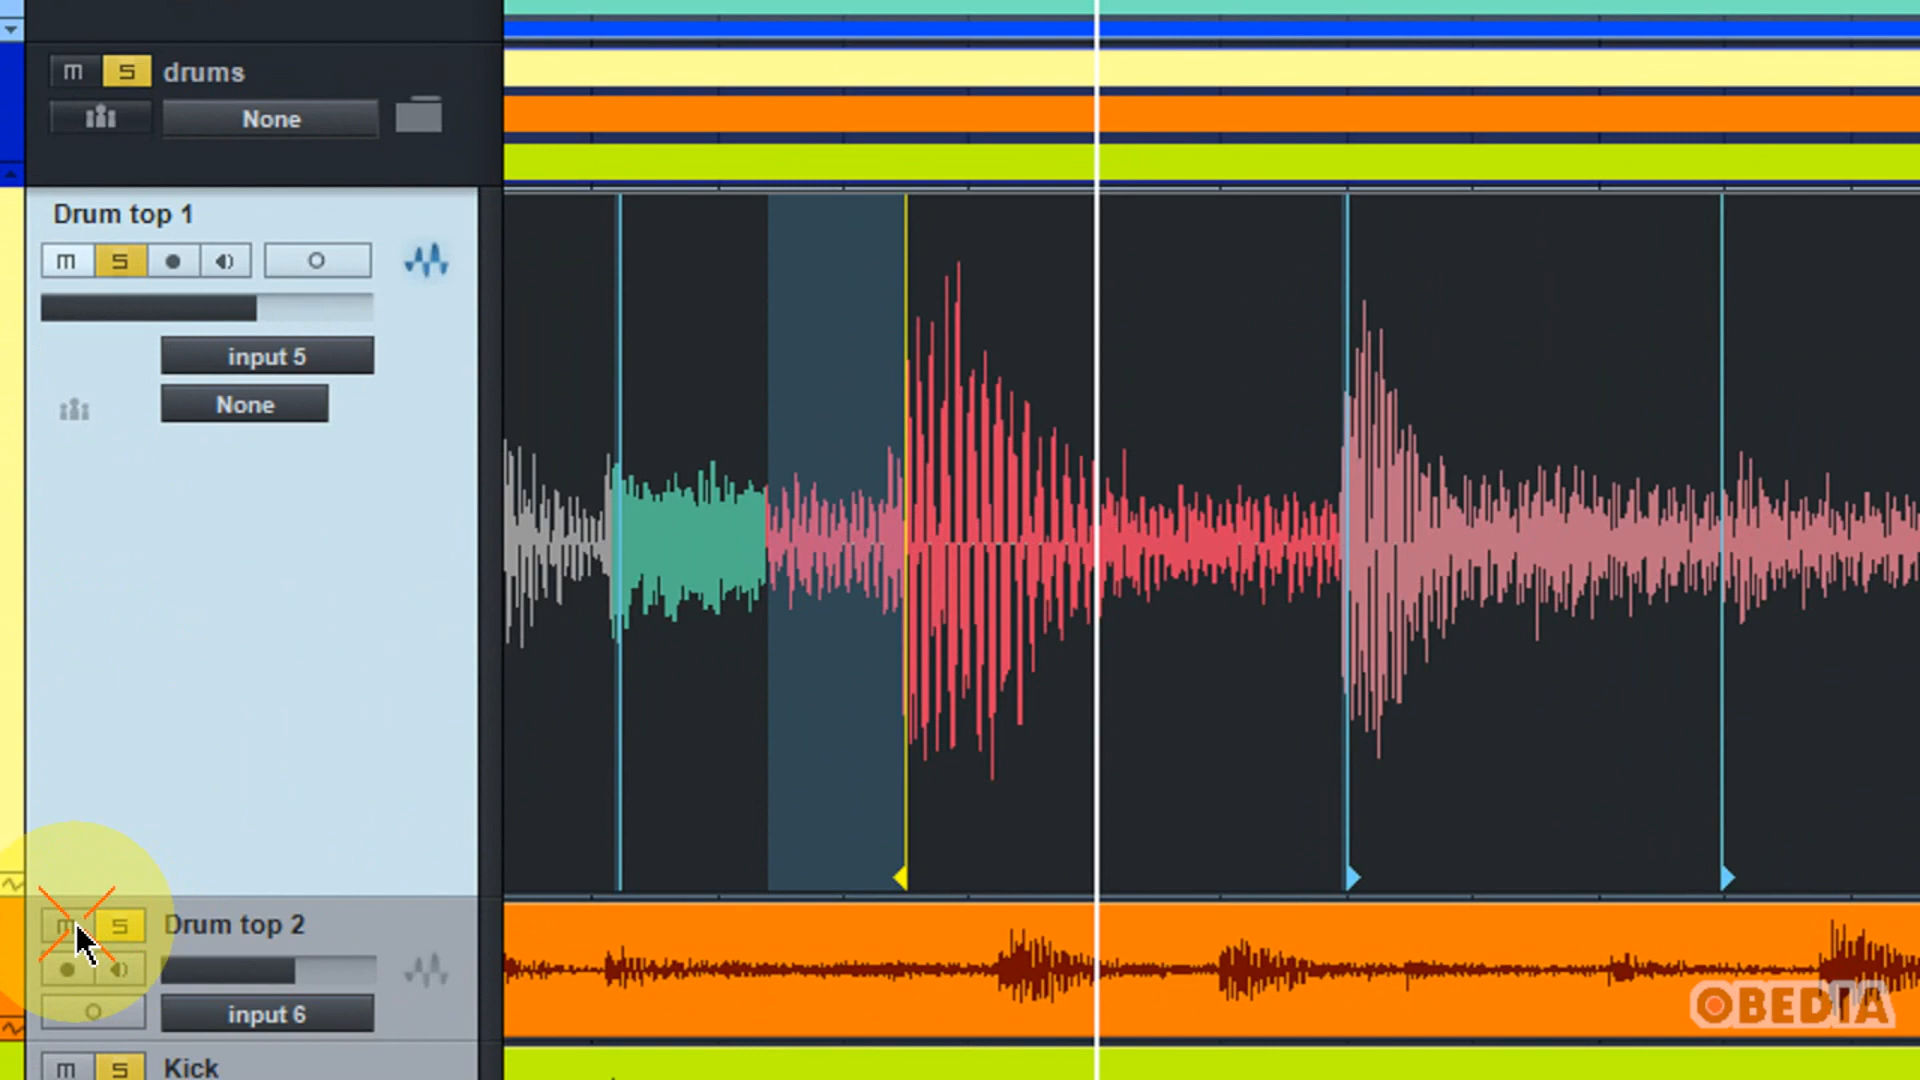 m S drums
None
Drum top 1
m S
input 5
None
m S Drum top 2
input 6
m S Kick
OBEDIA